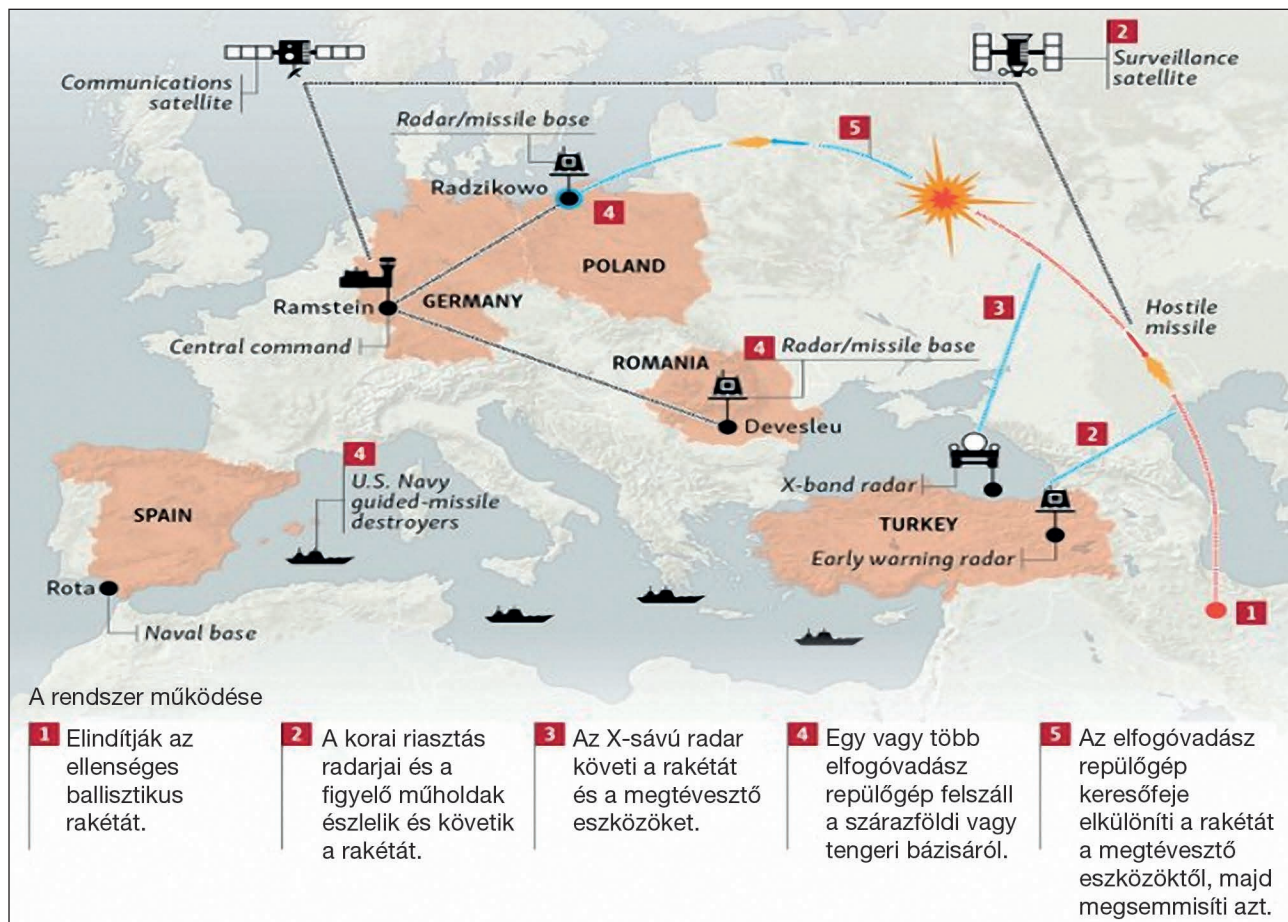 2
Communications
satellite
Surveillance
satellite
Radar/missile base
5
Radzikowo
4
POLAND
GERMANY
Ramstein
Central command
3
Hostile
missile
ROMANIA
4 Radar/missile base
Devesleu
2
4
U.S. Navy
guided-missile
destroyers
SPAIN
X-band radar
TURKEY
Early warning radar
Rota
Naval base
1
A rendszer működése
1 Elindítják az
ellenséges
ballisztikus
rakétát.
2 A korai riasztás
radarjai és a
figyelő műholdak
észlelik és követik
a rakétát.
3 Az X-sávú radar
követi a rakétát
és a megtévesztő
eszközöket.
4 Egy vagy több
elfogóvadász
repülőgép felszáll
a szárazföldi vagy
tengeri bázisáról.
5 Az elfogóvadász
repülőgép
keresőfeje
elkülöníti a rakétát
a megtévesztő
eszközöktől, majd
megsemmisíti azt.